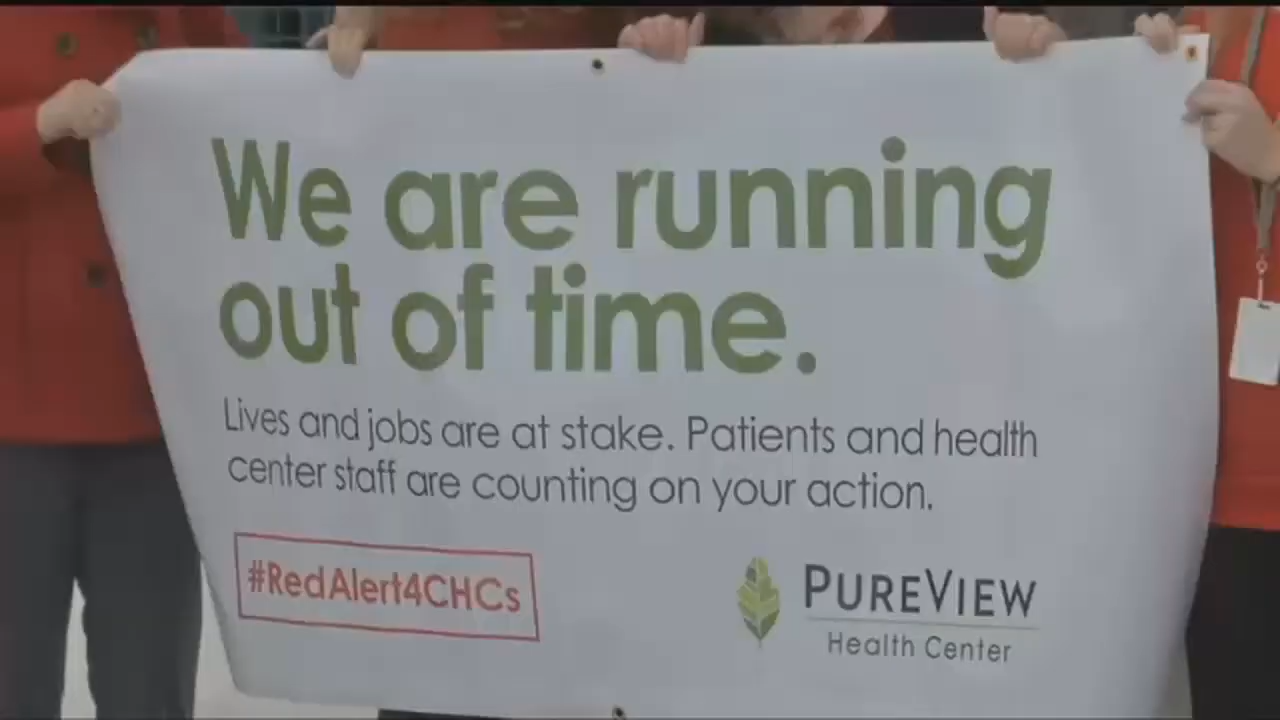 We are running
out of time.
Lives and jobs are at stake. Patients and health
center staff are counting on your action.
#RedAlert4CHCs
PUREVIEW
Health Center